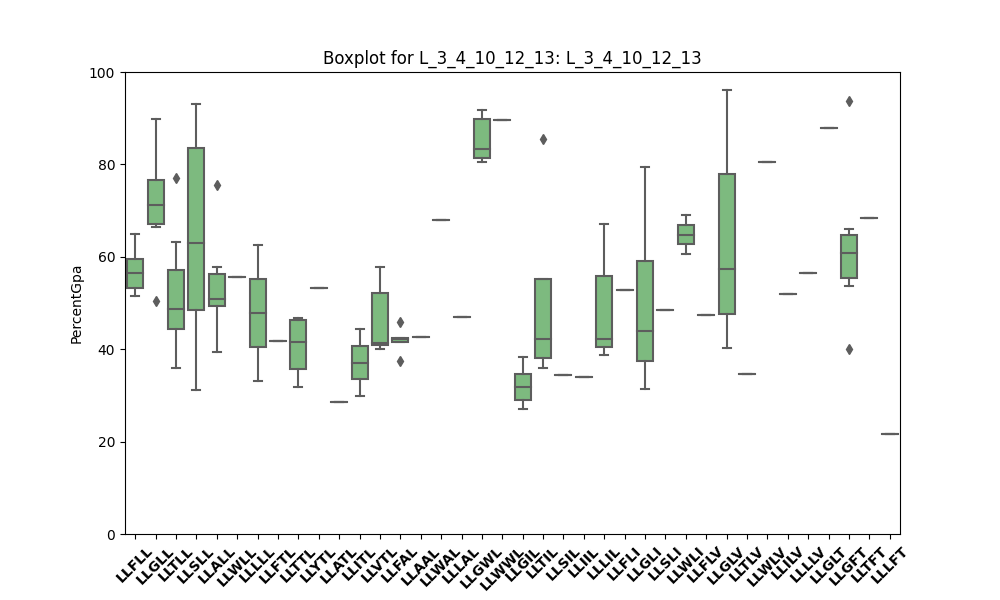 Boxplot for L_3_4_10_12_13: L_3_4_10_12_13
100
80
60
40
20
0
PercentGpa
LLFLL
LLGLL
LLTLL
LLSLL
LLALL
LLWLL
LLLLL
LLFTL
LLTTL
LLYTL
LLATL
LLITL
LLVTL
LLFAL
LLAAL
LLWAL
LLLAL
LLGWL
LLWWL
LLGIL
LLTIL
LLSIL
LLIIL
LLLIL
LLFLI
LLGLI
LLSLI
LLWLI
LLFLV
LLGLV
LLTLV
LLWLV
LLILV
LLLLV
LLGLT
LLGFT
LLTFT
LLLFT